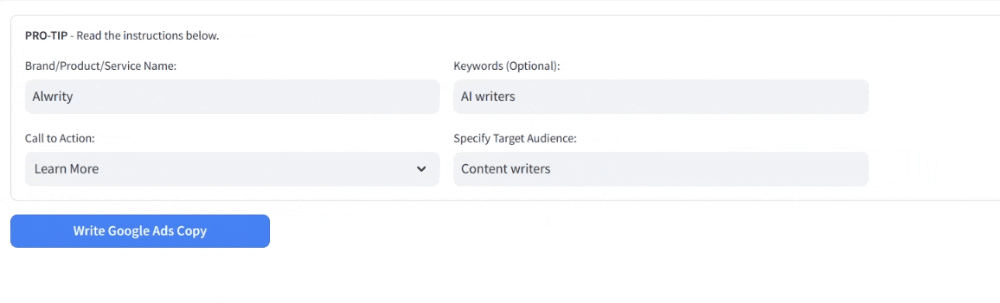 PRO-TIP - Read the instructions below.
Brand/Product/Service Name:
Keywords (Optional):
Alwrity
AI writers
Call to Action:
Specify Target Audience:
Learn More
Content writers
Write Google Ads Copy